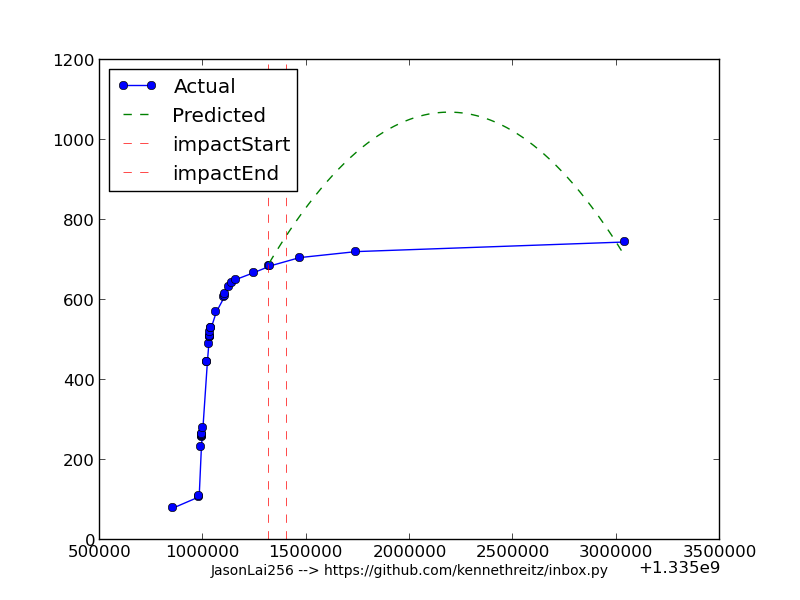 1200
1000
800
600
400
200
0
Actual
Predicted
impactStart
impactEnd
500000 1000000 1500000 2000000 2500000 3000000 3500000
JasonLai256 --> https://github.com/kennethreitz/inbox.py +1.335e9